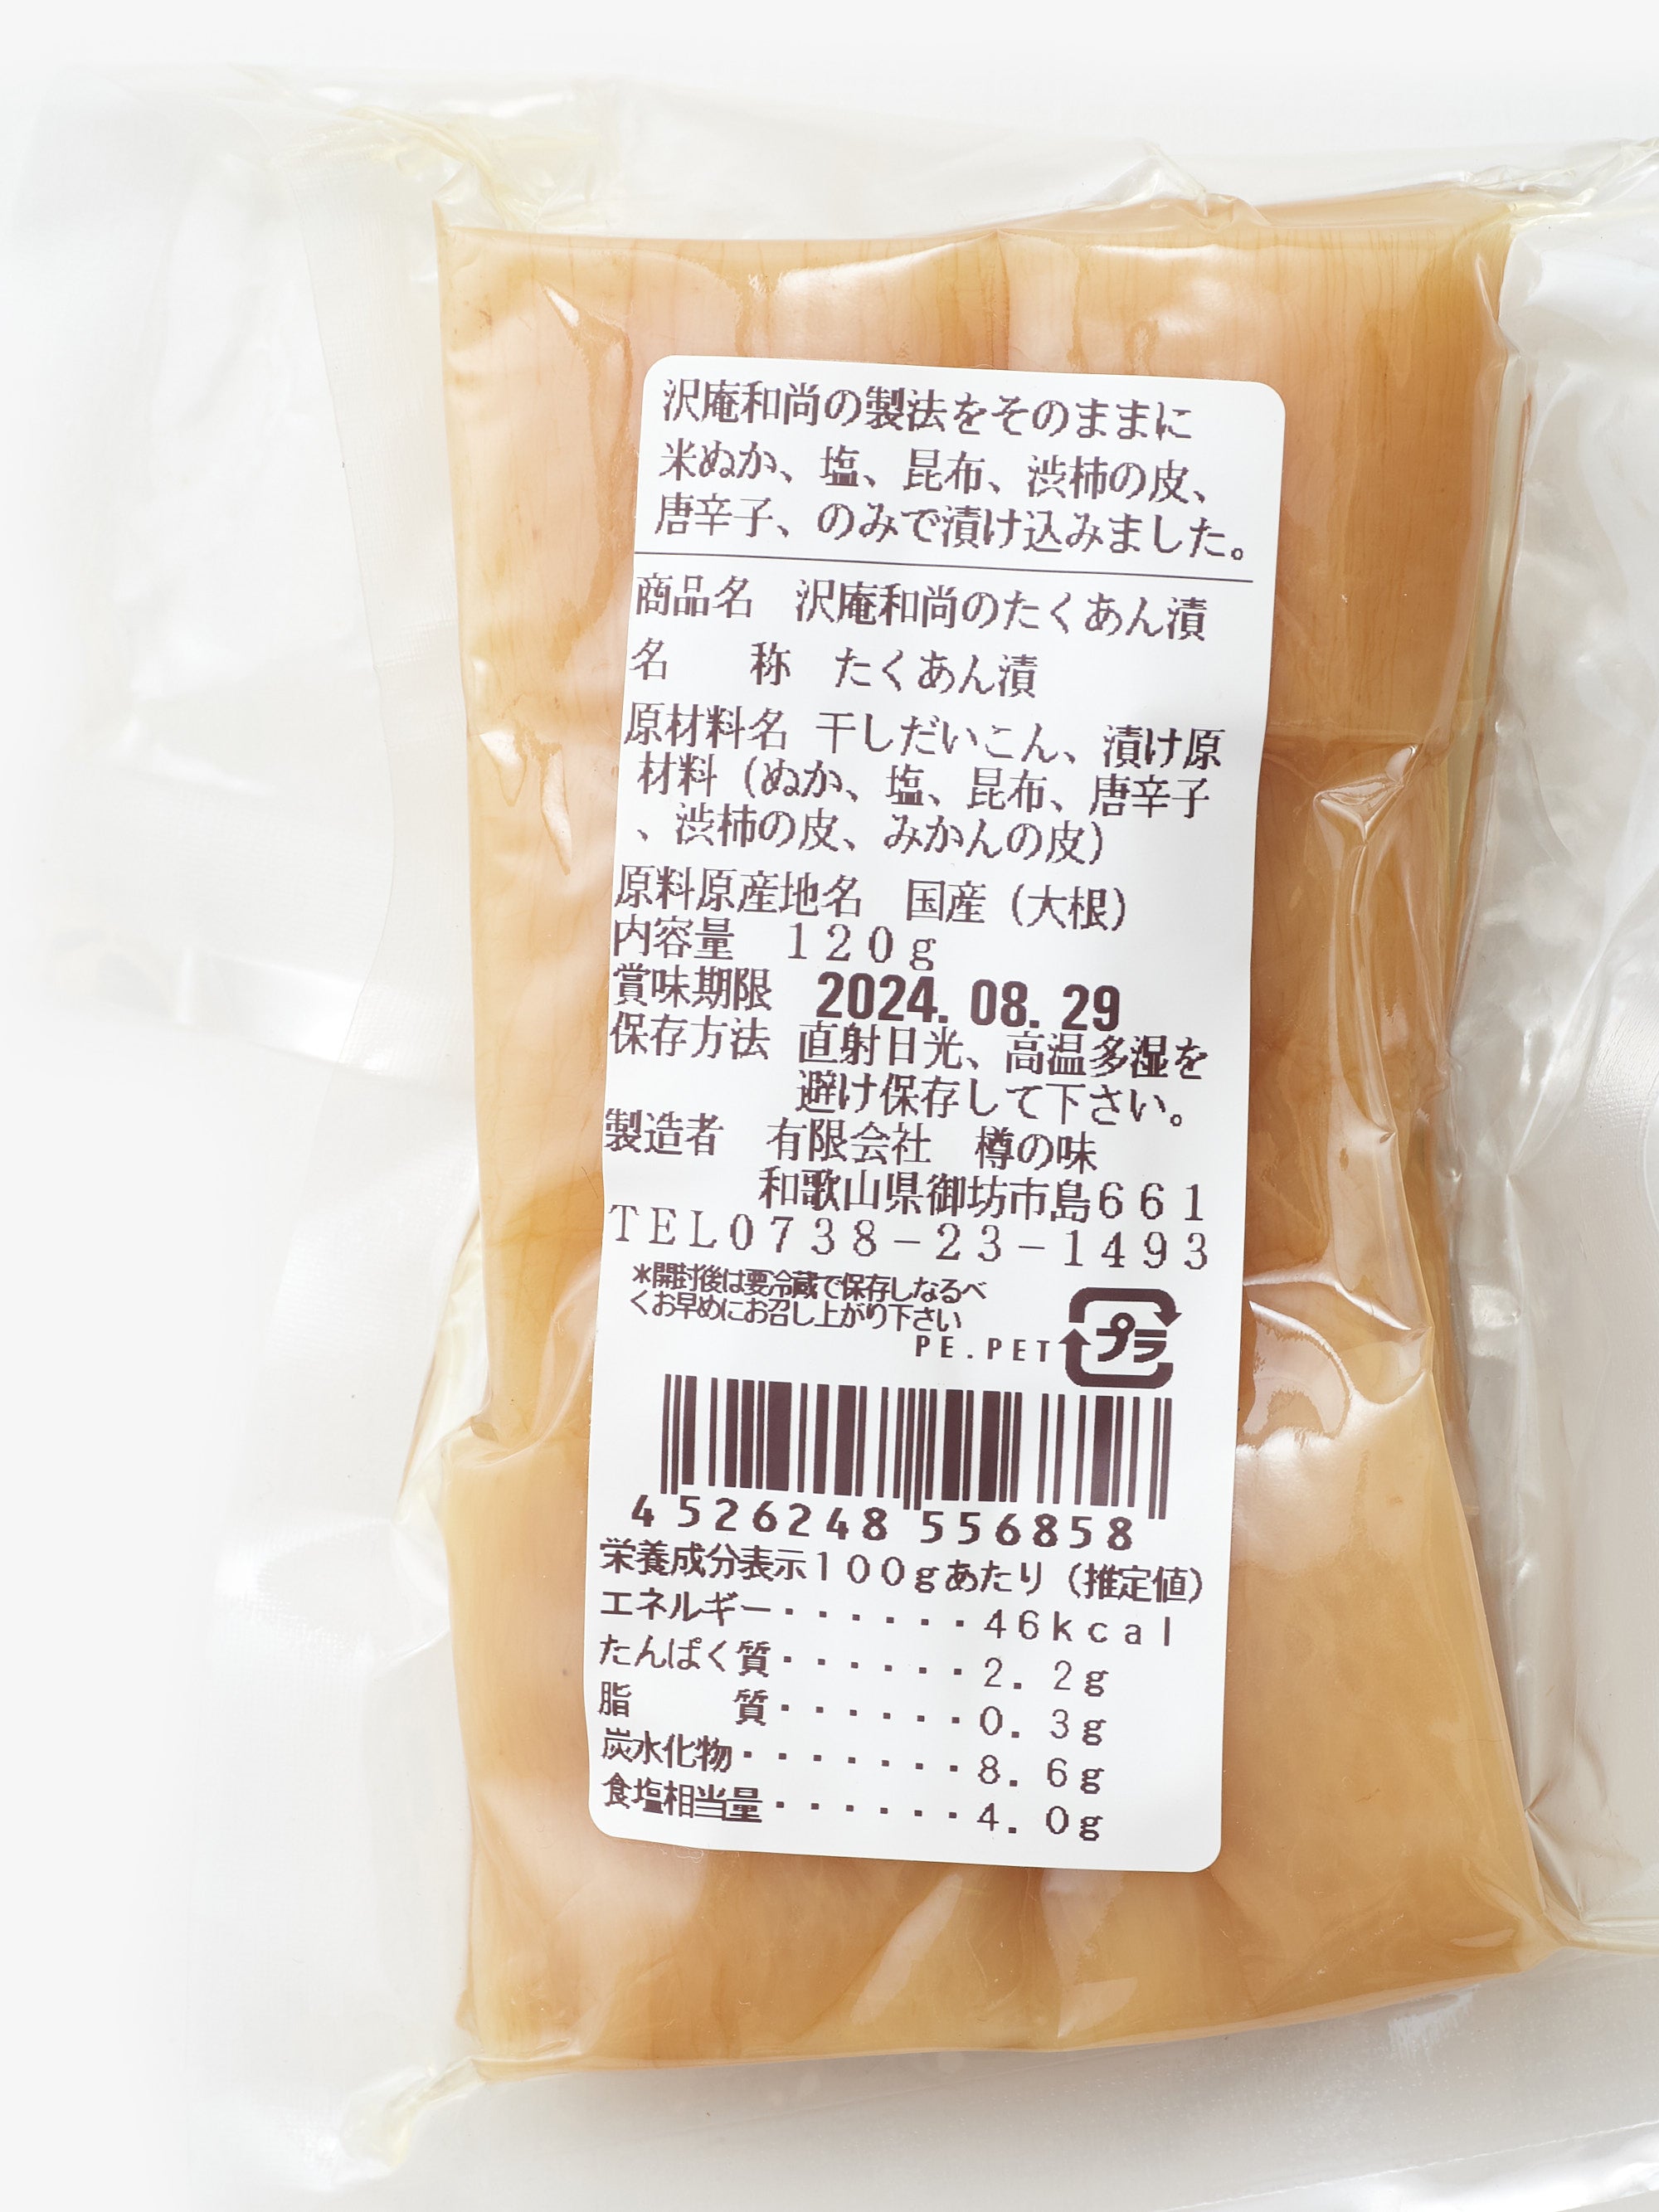 沢庵和尚の製法をそのままに
米ぬか、塩、昆布、渋柿の皮、
唐辛子、のみで漬け込みました。
商品名　沢庵和尚のたくあん漬
名　　称　たくあん漬
原材料名 干しだいこん、漬け原
材料（ぬか、塩、昆布、唐辛子
、渋柿の皮、みかんの皮）
原料原産地名　国産（大根）
内容量　１２０ｇ
賞味期限　2024. 08. 29
保存方法　直射日光、高温多湿を
避け保存して下さい。
製造者　有限会社　樽の味
和歌山県御坊市島６６１
ＴＥＬ０７３８－２３－１４９３
＊開封後は要冷蔵で保存しなるべ
くお早めにお召し上がり下さい
PE.PET プラ
4 526248 556858
栄養成分表示１００ｇあたり（推定値）
エネルギー・・・・・・４６ｋｃａｌ
たんぱく質・・・・・・２．２ｇ
脂　　　質・・・・・・０．３ｇ
炭水化物・・・・・・・８．６ｇ
食塩相当量・・・・・・４．０ｇ